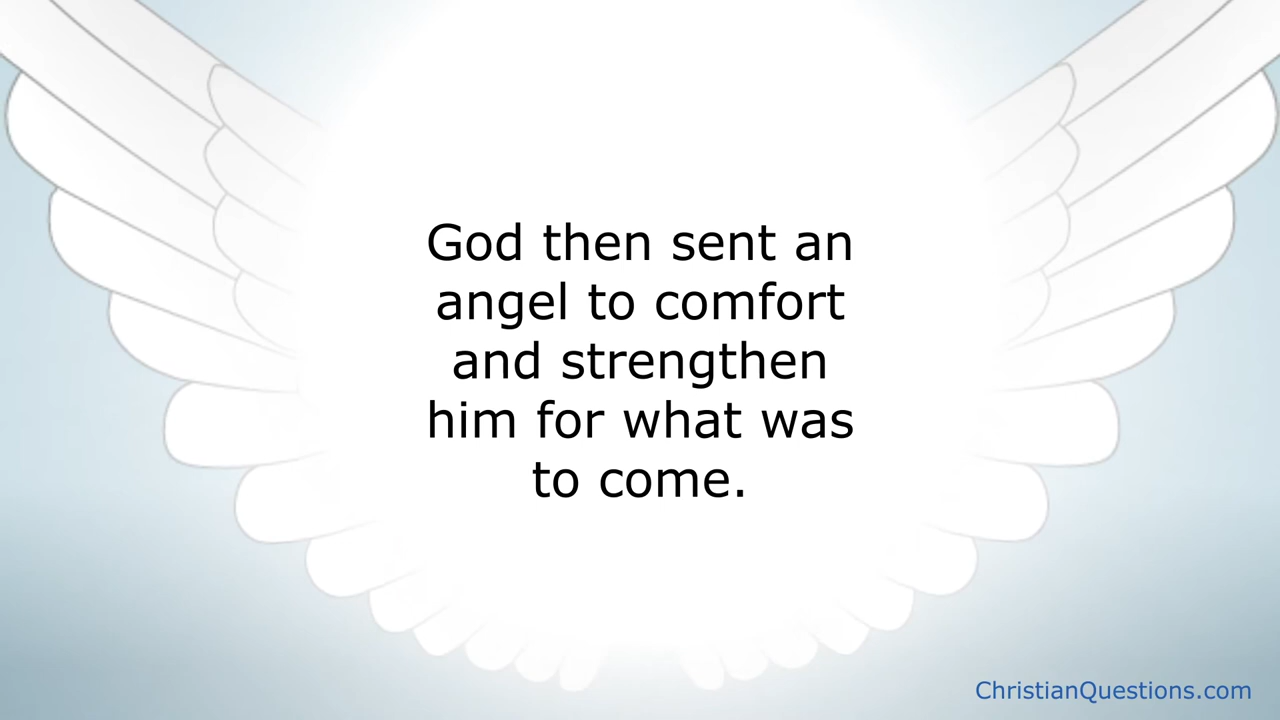 God then sent an
angel to comfort
and strengthen
him for what was
to come.
ChristianQuestions.com